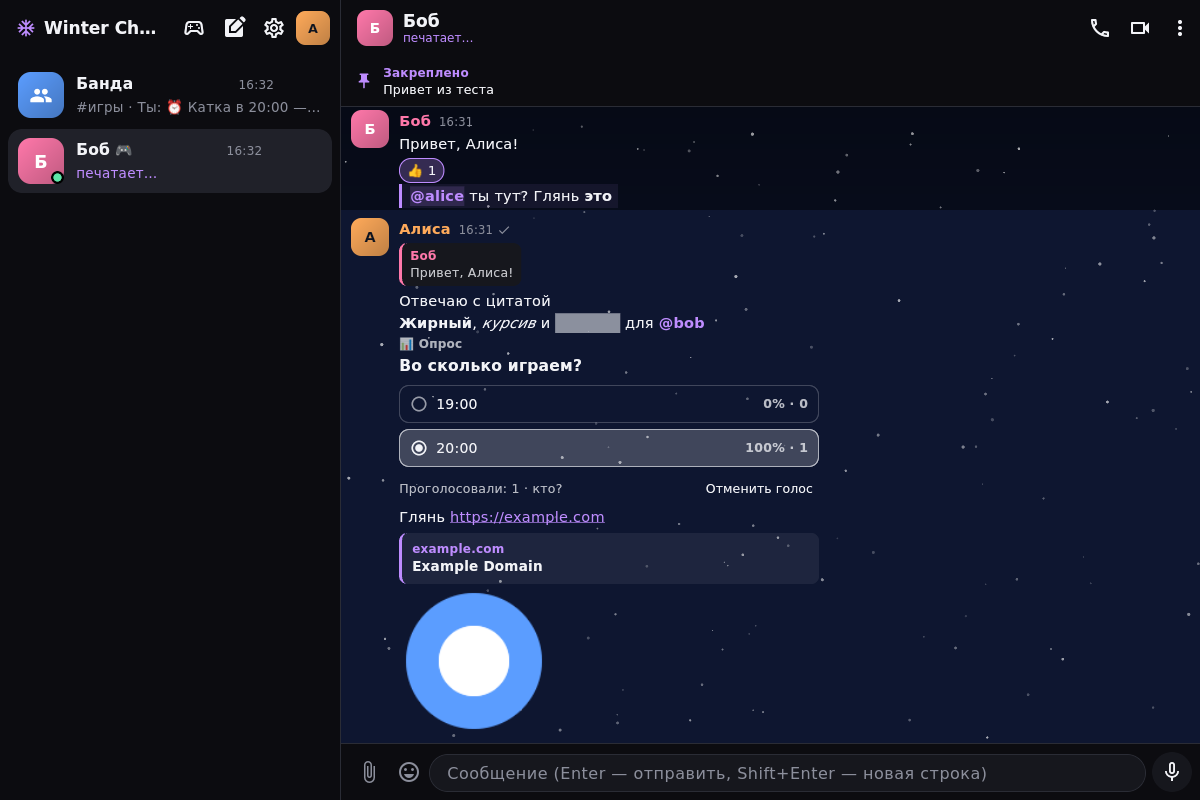 Winter Ch...
А
Банда
16:32
#игры · Ты: ⏰ Катка в 20:00 —...
Б
Боб 🎮
16:32
печатает...
Б
Боб
печатает...
Закреплено
Привет из теста
Б
Боб 16:31
Привет, Алиса!
👍 1
@alice ты тут? Глянь это
А
Алиса 16:31
Боб
Привет, Алиса!
Отвечаю с цитатой
Жирный, курсив и для @bob
📊 Опрос
Во сколько играем?
19:00 0% · 0
20:00 100% · 1
Проголосовали: 1 · кто? Отменить голос
Глянь https://example.com
example.com
Example Domain
Сообщение (Enter — отправить, Shift+Enter — новая строка)